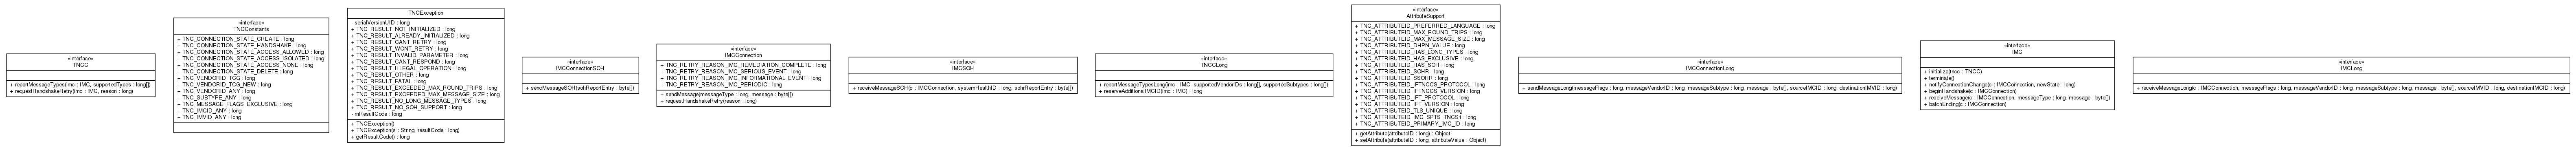 «interface»
TNCC
+ reportMessageTypes(imc : IMC, supportedTypes : long[])
+ requestHandshakeRetry(imc : IMC, reason : long)
«interface»
TNCConstants
+ TNC_CONNECTION_STATE_CREATE : long
+ TNC_CONNECTION_STATE_HANDSHAKE : long
+ TNC_CONNECTION_STATE_ACCESS_ALLOWED : long
+ TNC_CONNECTION_STATE_ACCESS_ISOLATED : long
+ TNC_CONNECTION_STATE_ACCESS_NONE : long
+ TNC_CONNECTION_STATE_DELETE : long
+ TNC_VENDORID_TCG : long
+ TNC_VENDORID_TCG_NEW : long
+ TNC_VENDORID_ANY : long
+ TNC_SUBTYPE_ANY : long
+ TNC_MESSAGE_FLAGS_EXCLUSIVE : long
+ TNC_IMCID_ANY : long
+ TNC_IMVID_ANY : long
TNCException
- serialVersionUID : long
+ TNC_RESULT_NOT_INITIALIZED : long
+ TNC_RESULT_ALREADY_INITIALIZED : long
+ TNC_RESULT_CANT_RETRY : long
+ TNC_RESULT_WONT_RETRY : long
+ TNC_RESULT_INVALID_PARAMETER : long
+ TNC_RESULT_CANT_RESPOND : long
+ TNC_RESULT_ILLEGAL_OPERATION : long
+ TNC_RESULT_OTHER : long
+ TNC_RESULT_FATAL : long
+ TNC_RESULT_EXCEEDED_MAX_ROUND_TRIPS : long
+ TNC_RESULT_EXCEEDED_MAX_MESSAGE_SIZE : long
+ TNC_RESULT_NO_LONG_MESSAGE_TYPES : long
+ TNC_RESULT_NO_SOH_SUPPORT : long
- mResultCode : long
+ TNCException()
+ TNCException(s : String, resultCode : long)
+ getResultCode() : long
«interface»
IMCConnectionSOH
+ sendMessageSOH(sohReportEntry : byte[])
«interface»
IMCConnection
+ TNC_RETRY_REASON_IMC_REMEDIATION_COMPLETE : long
+ TNC_RETRY_REASON_IMC_SERIOUS_EVENT : long
+ TNC_RETRY_REASON_IMC_INFORMATIONAL_EVENT : long
+ TNC_RETRY_REASON_IMC_PERIODIC : long
+ sendMessage(messageType : long, message : byte[])
+ requestHandshakeRetry(reason : long)
«interface»
IMCSOH
+ receiveMessageSOH(c : IMCConnection, systemHealthID : long, sohrReportEntry : byte[])
«interface»
TNCCLong
+ reportMessageTypesLong(imc : IMC, supportedVendorIDs : long[], supportedSubtypes : long[])
+ reserveAdditionalIMCID(imc : IMC) : long
«interface»
AttributeSupport
+ TNC_ATTRIBUTEID_PREFERRED_LANGUAGE : long
+ TNC_ATTRIBUTEID_MAX_ROUND_TRIPS : long
+ TNC_ATTRIBUTEID_MAX_MESSAGE_SIZE : long
+ TNC_ATTRIBUTEID_DHPN_VALUE : long
+ TNC_ATTRIBUTEID_HAS_LONG_TYPES : long
+ TNC_ATTRIBUTEID_HAS_EXCLUSIVE : long
+ TNC_ATTRIBUTEID_HAS_SOH : long
+ TNC_ATTRIBUTEID_SOHR : long
+ TNC_ATTRIBUTEID_SSOHR : long
+ TNC_ATTRIBUTEID_IFTNCCS_PROTOCOL : long
+ TNC_ATTRIBUTEID_IFTNCCS_VERSION : long
+ TNC_ATTRIBUTEID_IFT_PROTOCOL : long
+ TNC_ATTRIBUTEID_IFT_VERSION : long
+ TNC_ATTRIBUTEID_TLS_UNIQUE : long
+ TNC_ATTRIBUTEID_IMC_SPTS_TNCS1 : long
+ TNC_ATTRIBUTEID_PRIMARY_IMC_ID : long
+ getAttribute(attributeID : long) : Object
+ setAttribute(attributeID : long, attributeValue : Object)
«interface»
IMCConnectionLong
+ sendMessageLong(messageFlags : long, messageVendorID : long, messageSubtype : long, message : byte[], sourceIMCID : long, destinationIMVID : long)
«interface»
IMC
+ initialize(tncc : TNCC)
+ terminate()
+ notifyConnectionChange(c : IMCConnection, newState : long)
+ beginHandshake(c : IMCConnection)
+ receiveMessage(c : IMCConnection, messageType : long, message : byte[])
+ batchEnding(c : IMCConnection)
«interface»
IMCLong
+ receiveMessageLong(c : IMCConnection, messageFlags : long, messageVendorID : long, messageSubtype : long, message : byte[], sourceIMVID : long, destinationIMCID : long)